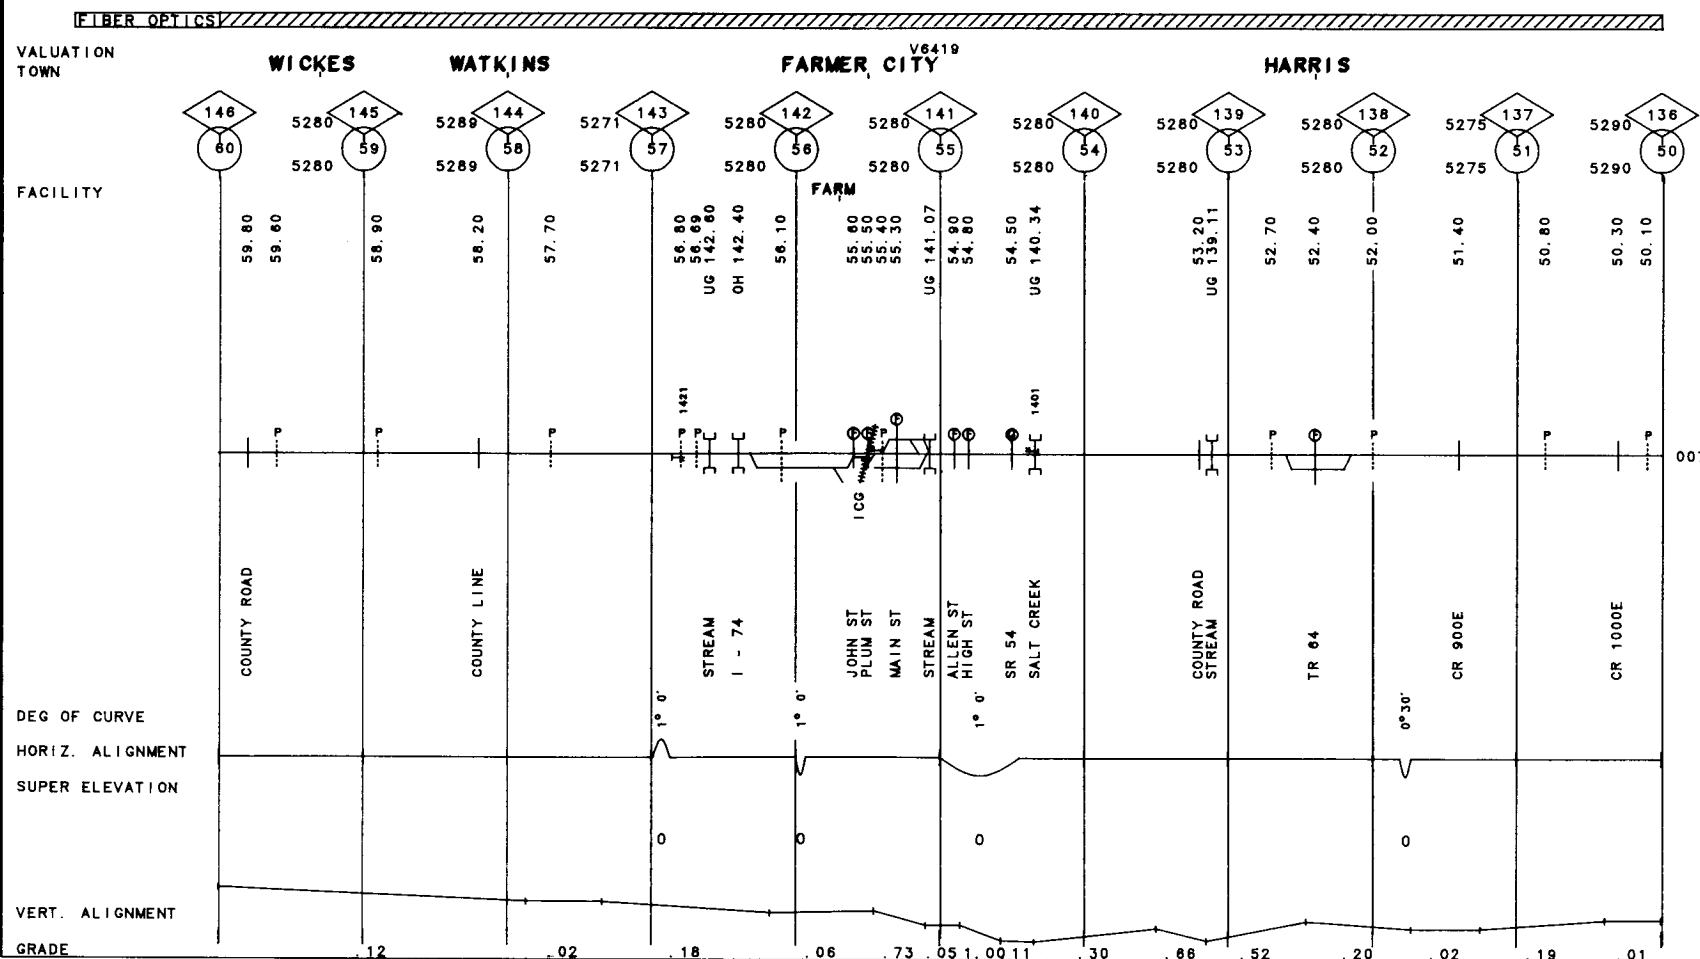 FIBER OPTICS
VALUATION V6419
TOWN WICKES WATKINS FARMER CITY HARRIS
146 145 144 143 142 141 140 139 138 137 136
5280 5289 5271 5280 5280 5280 5280 5280 5275 5290
60 59 58 57 56 55 54 53 52 51 50
5280 5289 5271 5280 5280 5280 5280 5280 5275 5290
FACILITY FARM
59.80
59.60
58.90
58.20
57.70
56.80
56.69
UG 142.60
OH 142.40
56.10
55.60
55.50
55.40
55.30
UG 141.07
54.90
54.80
54.50
UG 140.34
53.20
UG 139.11
52.70
52.40
52.00
51.40
50.80
50.30
50.10
1421
1401
P P P P P P P P P P P
F F F F F F
ICG
001
COUNTY ROAD
COUNTY LINE
STREAM
I - 74
JOHN ST
PLUM ST
MAIN ST
STREAM
ALLEN ST
HIGH ST
SR 54
SALT CREEK
COUNTY ROAD
STREAM
TR 64
CR 900E
CR 1000E
DEG OF CURVE 1° 0' 1° 0' 1° 0' 0° 30'
HORIZ. ALIGNMENT
SUPER ELEVATION
0 0 0 0
VERT. ALIGNMENT
GRADE .12 .02 .18 .06 .73 .05 1.00 .11 .30 .66 .52 .20 .02 .19 .01